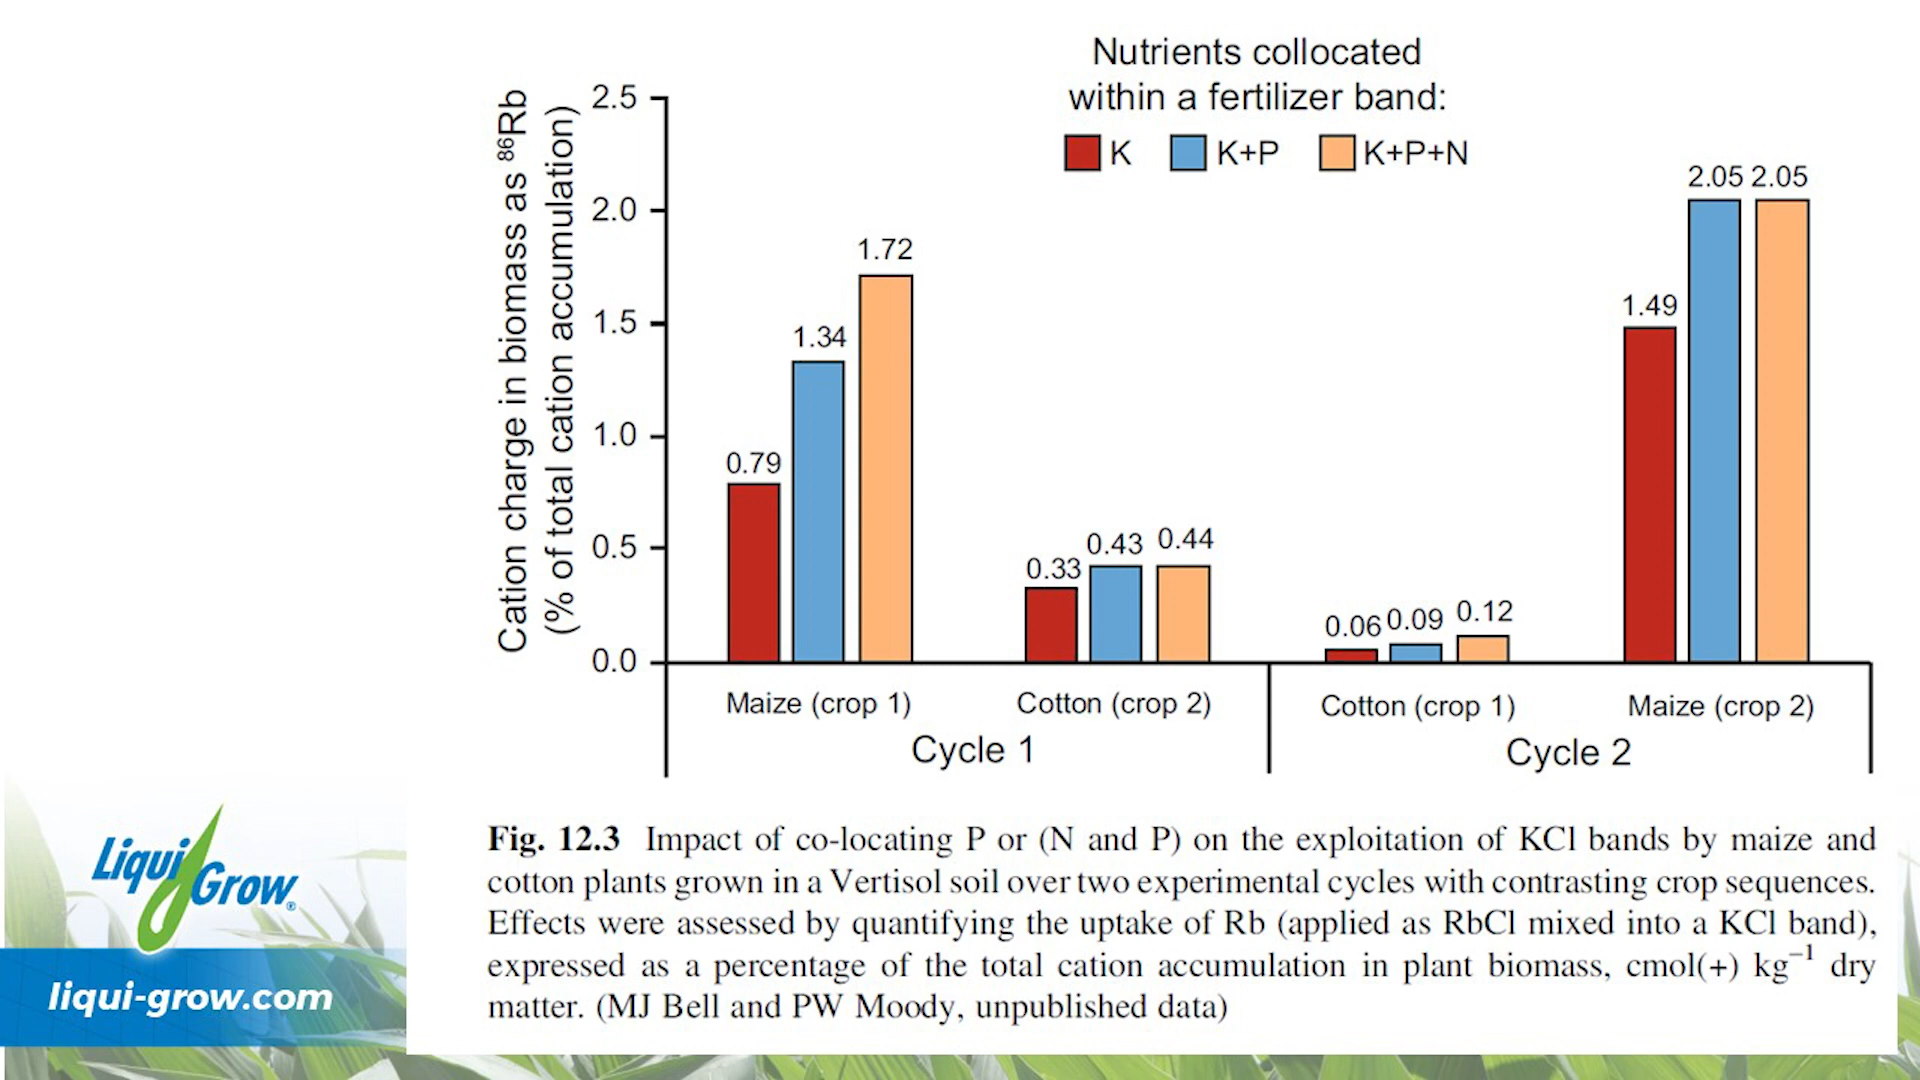 Nutrients collocated
within a fertilizer band:
K K+P K+P+N
Cation charge in biomass as ⁸⁶Rb
(% of total cation accumulation)
2.5
2.0
1.5
1.0
0.5
0.0
0.79 1.34 1.72
0.33 0.43 0.44
0.06 0.09 0.12
1.49 2.05 2.05
Maize (crop 1) Cotton (crop 2) Cotton (crop 1) Maize (crop 2)
Cycle 1 Cycle 2
Fig. 12.3 Impact of co-locating P or (N and P) on the exploitation of KCl bands by maize and
cotton plants grown in a Vertisol soil over two experimental cycles with contrasting crop sequences.
Effects were assessed by quantifying the uptake of Rb (applied as RbCl mixed into a KCl band),
expressed as a percentage of the total cation accumulation in plant biomass, cmol(+) kg⁻¹ dry
matter. (MJ Bell and PW Moody, unpublished data)
Liqui Grow®
liqui-grow.com